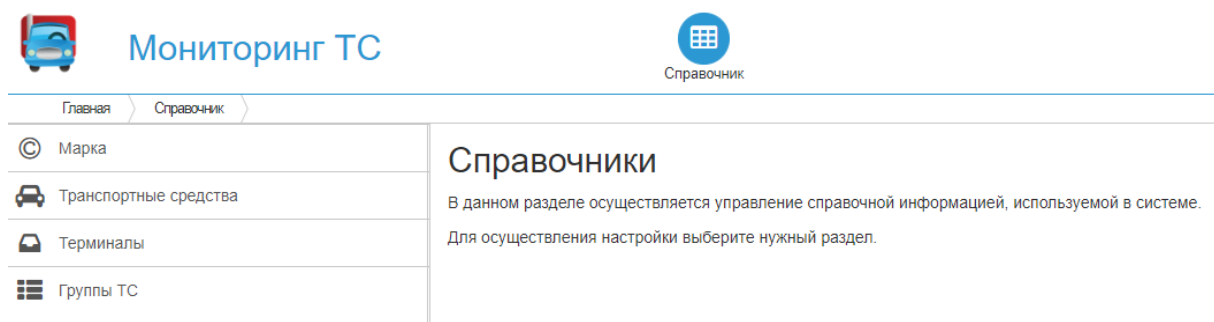 Мониторинг ТС
Справочник
Главная
Справочник
Марка
Транспортные средства
Терминалы
Группы ТС
Справочники
В данном разделе осуществляется управление справочной информацией, используемой в системе.
Для осуществления настройки выберите нужный раздел.